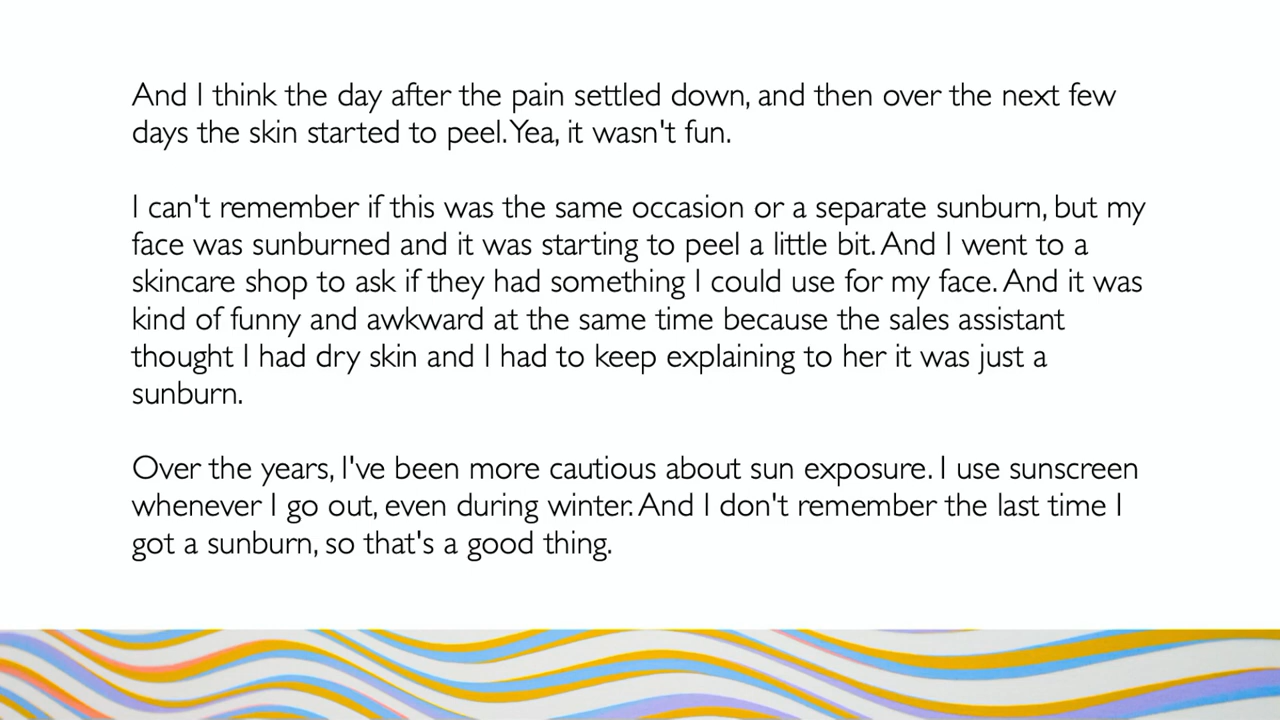 And I think the day after the pain settled down, and then over the next few
days the skin started to peel. Yea, it wasn't fun.
I can't remember if this was the same occasion or a separate sunburn, but my
face was sunburned and it was starting to peel a little bit. And I went to a
skincare shop to ask if they had something I could use for my face. And it was
kind of funny and awkward at the same time because the sales assistant
thought I had dry skin and I had to keep explaining to her it was just a
sunburn.
Over the years, I've been more cautious about sun exposure. I use sunscreen
whenever I go out, even during winter. And I don't remember the last time I
got a sunburn, so that's a good thing.